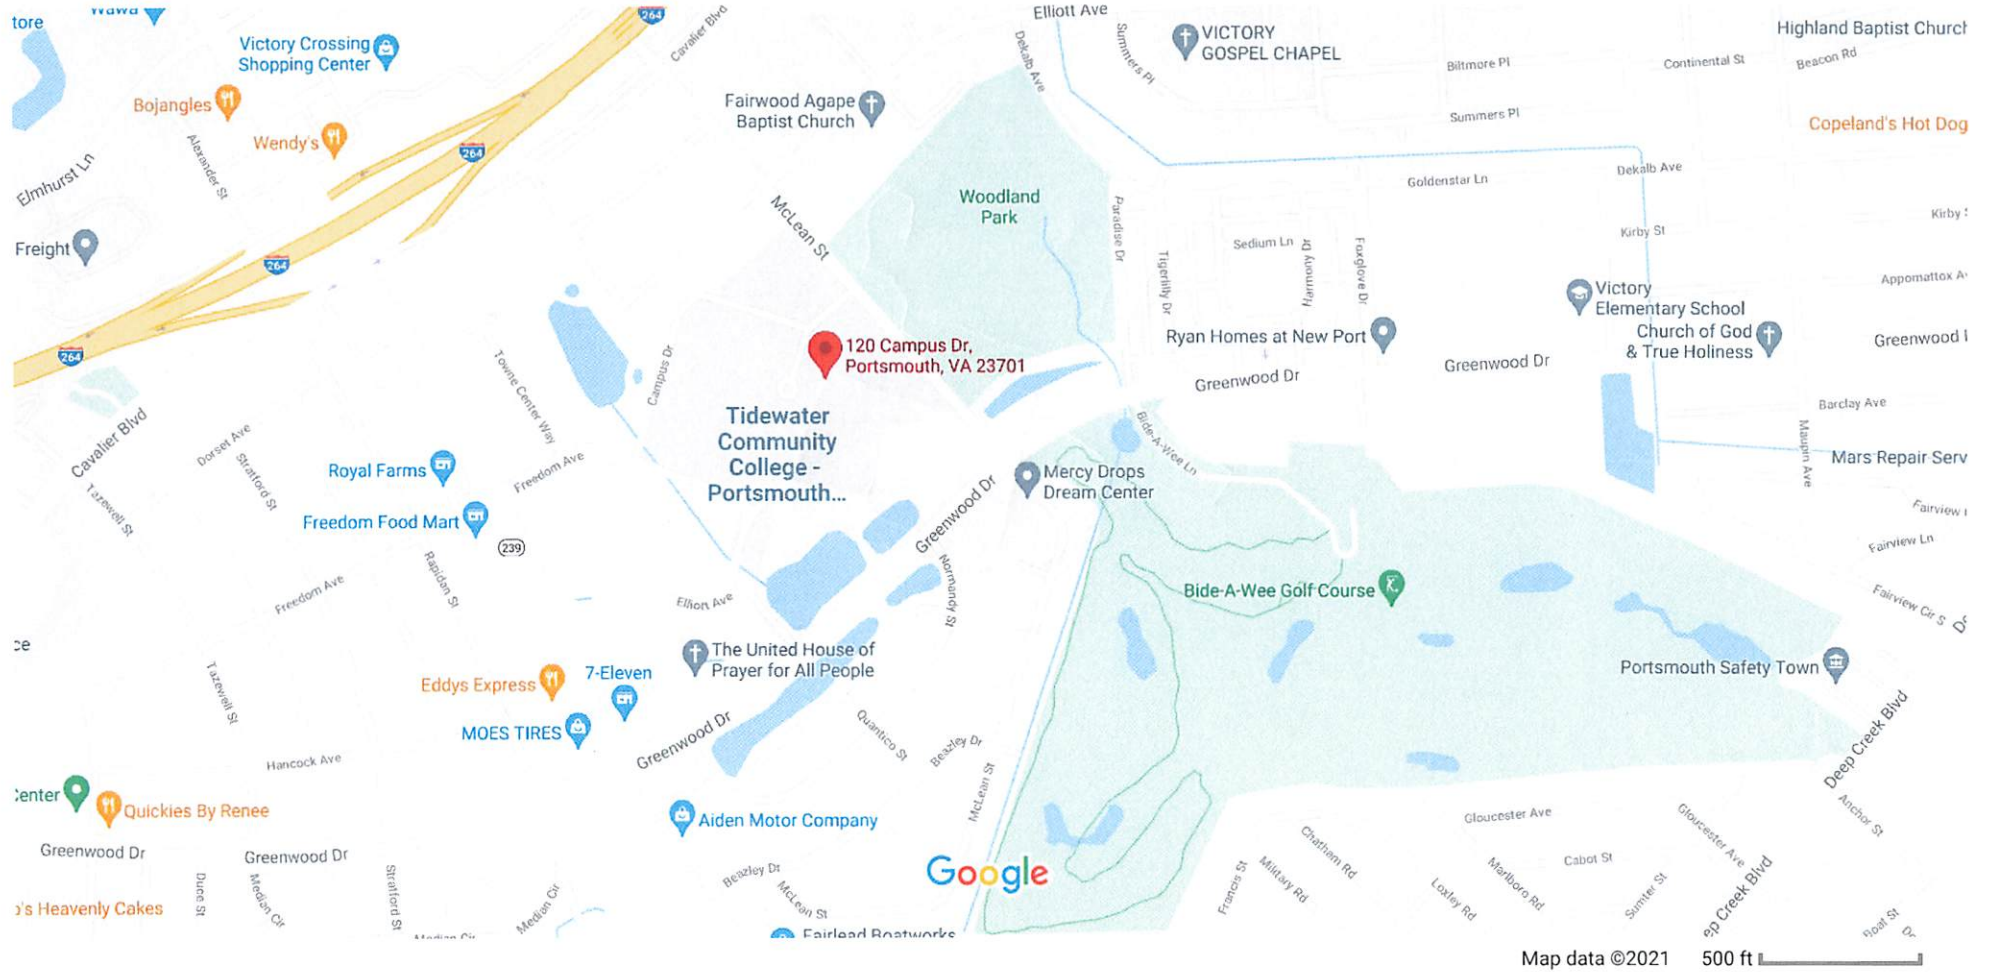 Wawa
tore
Victory Crossing
Shopping Center
264
Cavalier Blvd
Elliott Ave
Dekalb Ave
Summers Pl
VICTORY
GOSPEL CHAPEL
Biltmore Pl
Continental St
Beacon Rd
Highland Baptist Church
Bojangles
Wendy's
Alexander St
264
Fairwood Agape
Baptist Church
Summers Pl
Copeland's Hot Dog
Elmhurst Ln
Dekalb Ave
Goldenstar Ln
Woodland
Park
McLean St
Paradise Dr
Kirby
Kirby St
Freight
264
Sedium Ln
Harmony Dr
Foxglove Dr
Tigerlilly Dr
Appomattox A
Victory
Elementary School
Church of God
& True Holiness
Ryan Homes at New Port
Greenwood
264
120 Campus Dr,
Portsmouth, VA 23701
Campus Dr
Towne Center Way
Greenwood Dr
Greenwood Dr
Barclay Ave
Cavalier Blvd
Dorset Ave
Stratford St
Tidewater
Community
College -
Portsmouth...
Bide-A-Wee Ln
Maupin Ave
Mars Repair Serv
Royal Farms
Freedom Ave
Tazewell St
Mercy Drops
Dream Center
Greenwood Dr
Freedom Food Mart
239
Fairview
Fairview Ln
Rapidan St
Freedom Ave
Normandy St
Elliott Ave
Bide-A-Wee Golf Course
Fairview Cir S
ce
The United House of
Prayer for All People
Portsmouth Safety Town
Tazewell St
Eddys Express
7-Eleven
MOES TIRES
Greenwood Dr
Quantico St
Beazley Dr
Deep Creek Blvd
Hancock Ave
McLean St
Center
Quickies By Renee
Aiden Motor Company
Gloucester Ave
Gloucester Ave
Anchor St
Greenwood Dr
Greenwood Dr
Chatham Rd
Cabot St
Google
Duce St
Median Cir
Stratford St
Median Cir
Beazley Dr
McLean St
Francis St
Military Rd
Loxley Rd
Marlboro Rd
Sumter St
ep Creek Blvd
Boat St
o's Heavenly Cakes
Median Cir
Fairlead Boatworks
Map data ©2021
500 ft